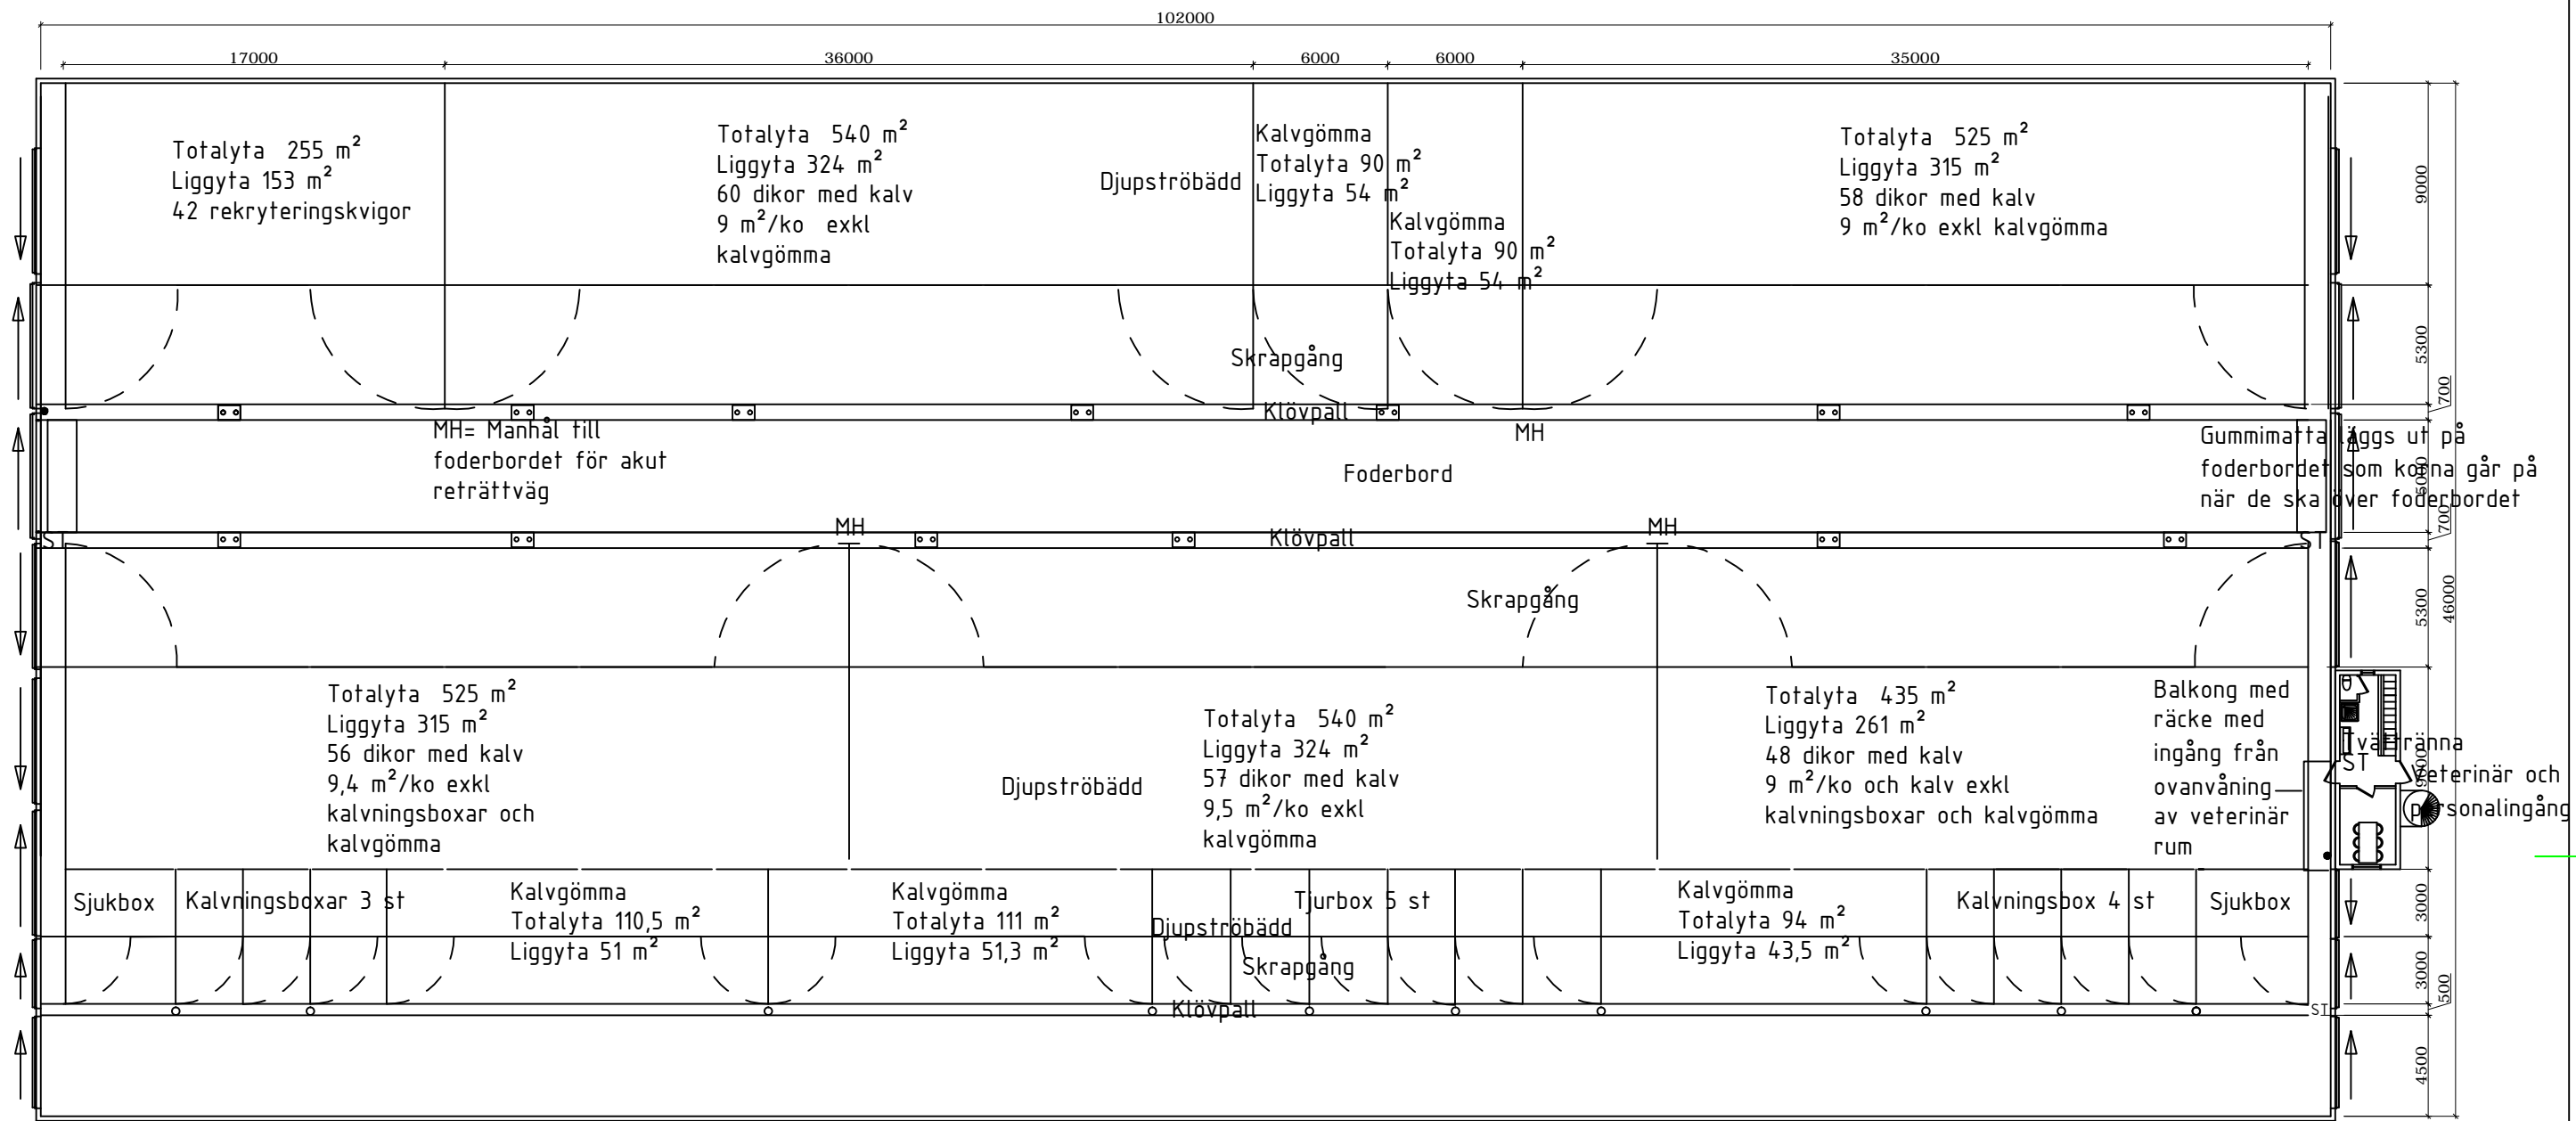 102000
17000
36000
6000
6000
35000
Totalyta 255 m²
Liggyta 153 m²
42 rekryteringskvigor
Totalyta 540 m²
Liggyta 324 m²
60 dikor med kalv
9 m²/ko exkl
kalvgömma
Djupströbädd
Kalvgömma
Totalyta 90 m²
Liggyta 54 m²
Kalvgömma
Totalyta 90 m²
Liggyta 54 m²
Totalyta 525 m²
Liggyta 315 m²
58 dikor med kalv
9 m²/ko exkl kalvgömma
9000
5300
700
5000
700
5300
46000
9000
3000
3000
500
4500
Skrapgång
Klövpall
MH= Manhål till
foderbordet för akut
reträttväg
MH
Foderbord
Gummimatta läggs ut på
foderbordet som korna går på
när de ska över foderbordet
MH
Klövpall
MH
S
ST
Skrapgång
Totalyta 525 m²
Liggyta 315 m²
56 dikor med kalv
9,4 m²/ko exkl
kalvningsboxar och
kalvgömma
Djupströbädd
Totalyta 540 m²
Liggyta 324 m²
57 dikor med kalv
9,5 m²/ko exkl
kalvgömma
Totalyta 435 m²
Liggyta 261 m²
48 dikor med kalv
9 m²/ko och kalv exkl
kalvningsboxar och kalvgömma
Balkong med
räcke med
ingång från
ovanvåning
av veterinär
rum
Tvättränna
ST
Veterinär och
personalingång
Sjukbox
Kalvningsboxar 3 st
Kalvgömma
Totalyta 110,5 m²
Liggyta 51 m²
Kalvgömma
Totalyta 111 m²
Liggyta 51,3 m²
Tjurbox 5 st
Djupströbädd
Skrapgång
Klövpall
Kalvgömma
Totalyta 94 m²
Liggyta 43,5 m²
Kalvningsbox 4 st
Sjukbox
ST